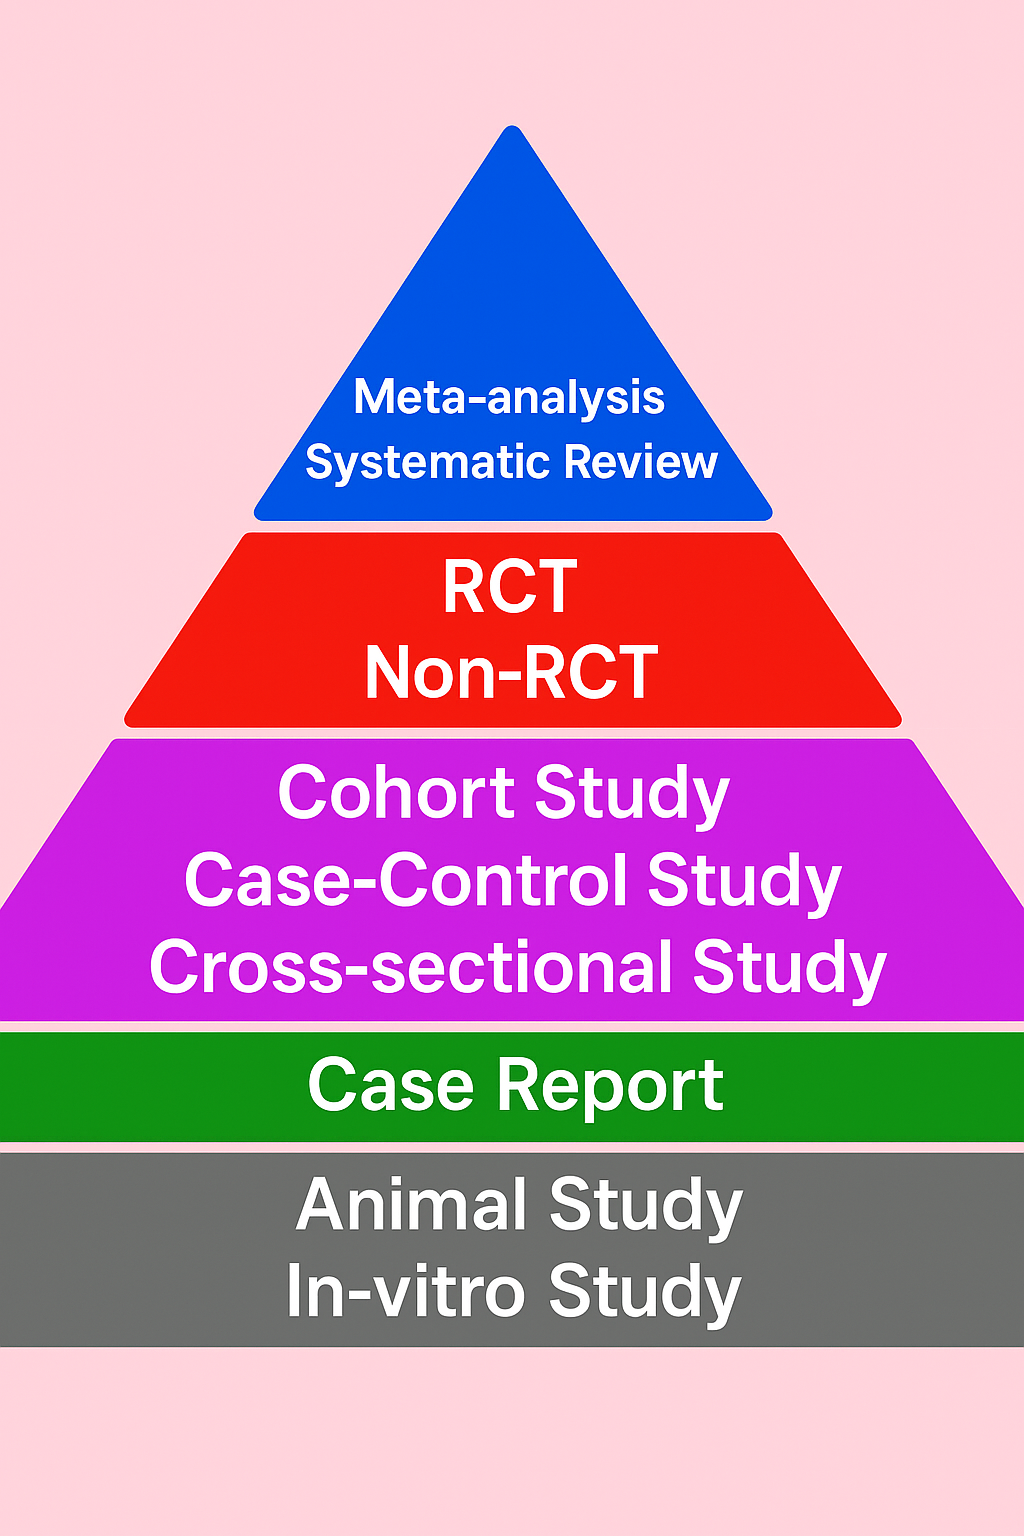 Meta-analysis
Systematic Review
RCT
Non-RCT
Cohort Study
Case-Control Study
Cross-sectional Study
Case Report
Animal Study
In-vitro Study